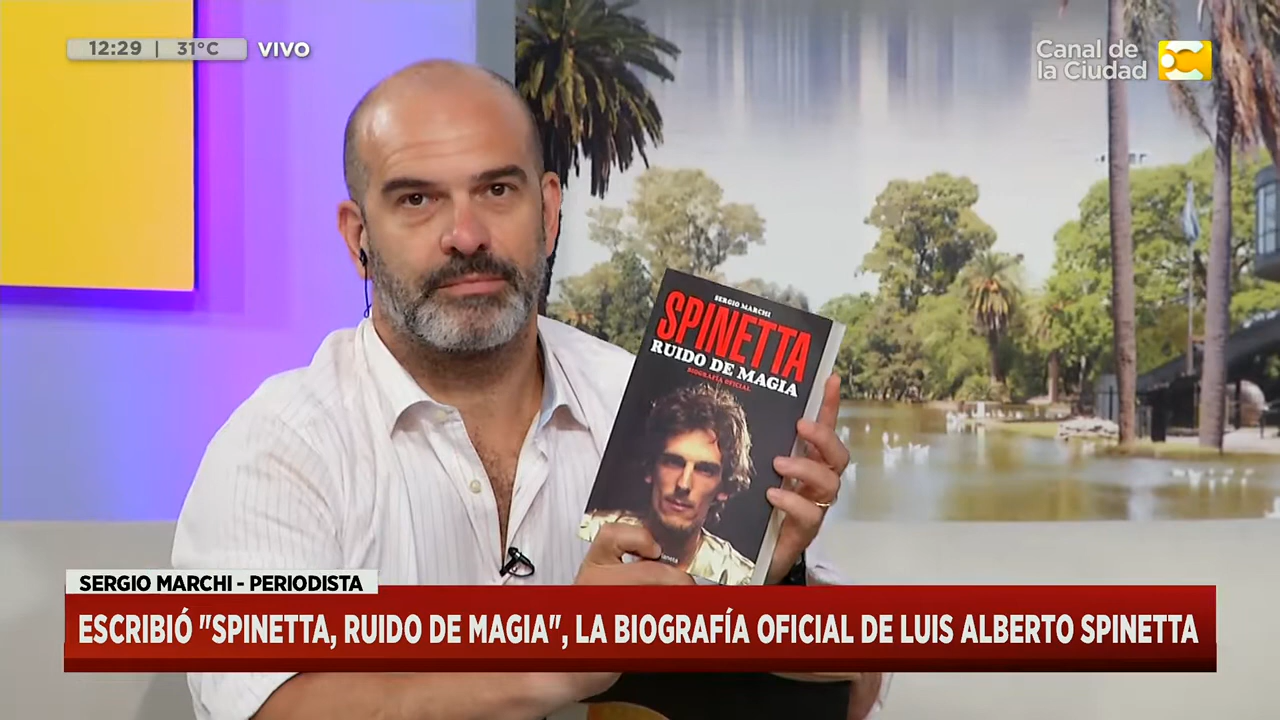 12:29 | 31°C VIVO
Canal de
la Ciudad
SERGIO MARCHI
SPINETTA
RUIDO DE MAGIA
BIOGRAFÍA OFICIAL
SERGIO MARCHI - PERIODISTA
ESCRIBIÓ "SPINETTA, RUIDO DE MAGIA", LA BIOGRAFÍA OFICIAL DE LUIS ALBERTO SPINETTA